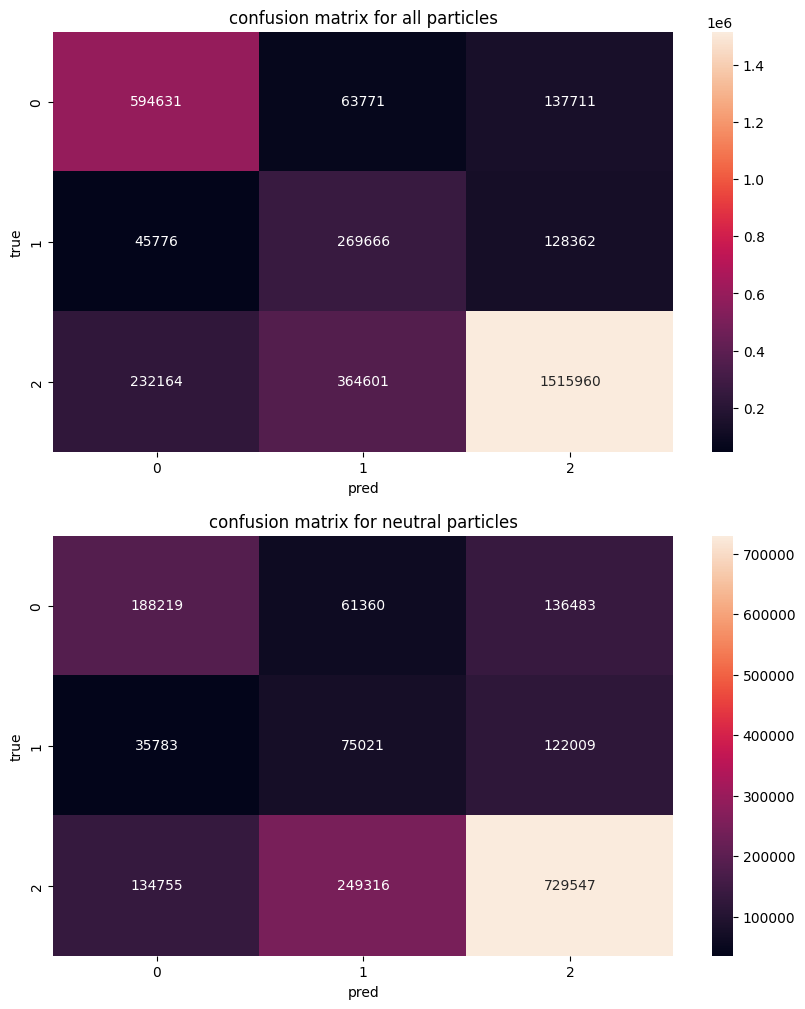 confusion matrix for all particles
1e6
0 594631 63771 137711
1 45776 269666 128362
2 232164 364601 1515960
true
0 1 2
pred
1.4
1.2
1.0
0.8
0.6
0.4
0.2
confusion matrix for neutral particles
0 188219 61360 136483
1 35783 75021 122009
2 134755 249316 729547
true
0 1 2
pred
700000
600000
500000
400000
300000
200000
100000